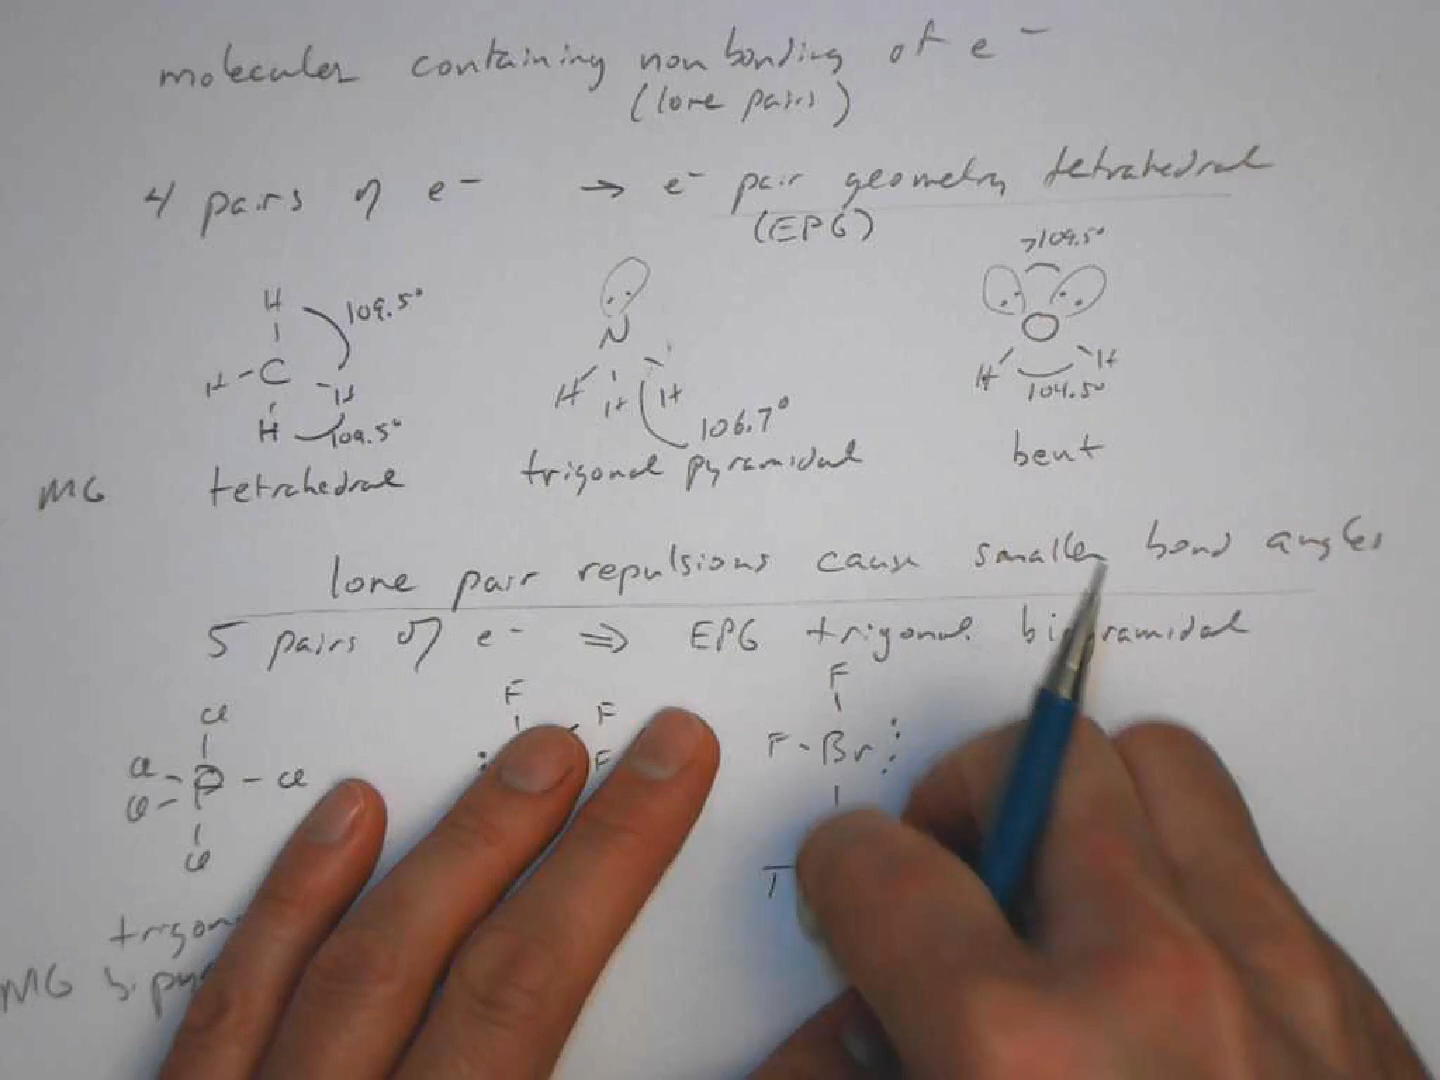 molecules containing nonbonding of e⁻
(lone pairs)
4 pairs of e⁻ → e⁻ pair geometry tetrahedral
(EPG)
>109.5°
H 109.5° N O
H-C-H H H H H H
H 109.5° 106.7° 104.5°
MG tetrahedral trigonal pyramidal bent
lone pair repulsions cause smaller bond angles
5 pairs of e⁻ ⇒ EPG trigonal bipyramidal
Cl F F F
Cl P Cl F F Br
Cl
Cl T
MG